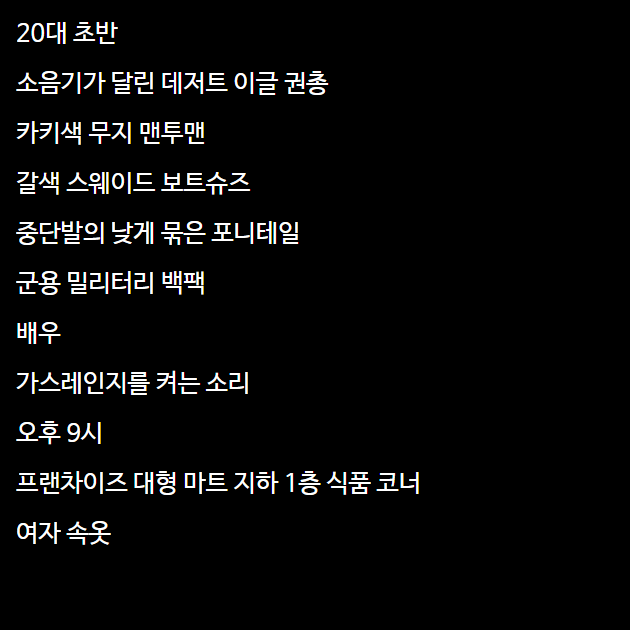 20대 초반
소음기가 달린 데저트 이글 권총
카키색 무지 맨투맨
갈색 스웨이드 보트슈즈
중단발의 낮게 묶은 포니테일
군용 밀리터리 백팩
배우
가스레인지를 켜는 소리
오후 9시
프랜차이즈 대형 마트 지하 1층 식품 코너
여자 속옷